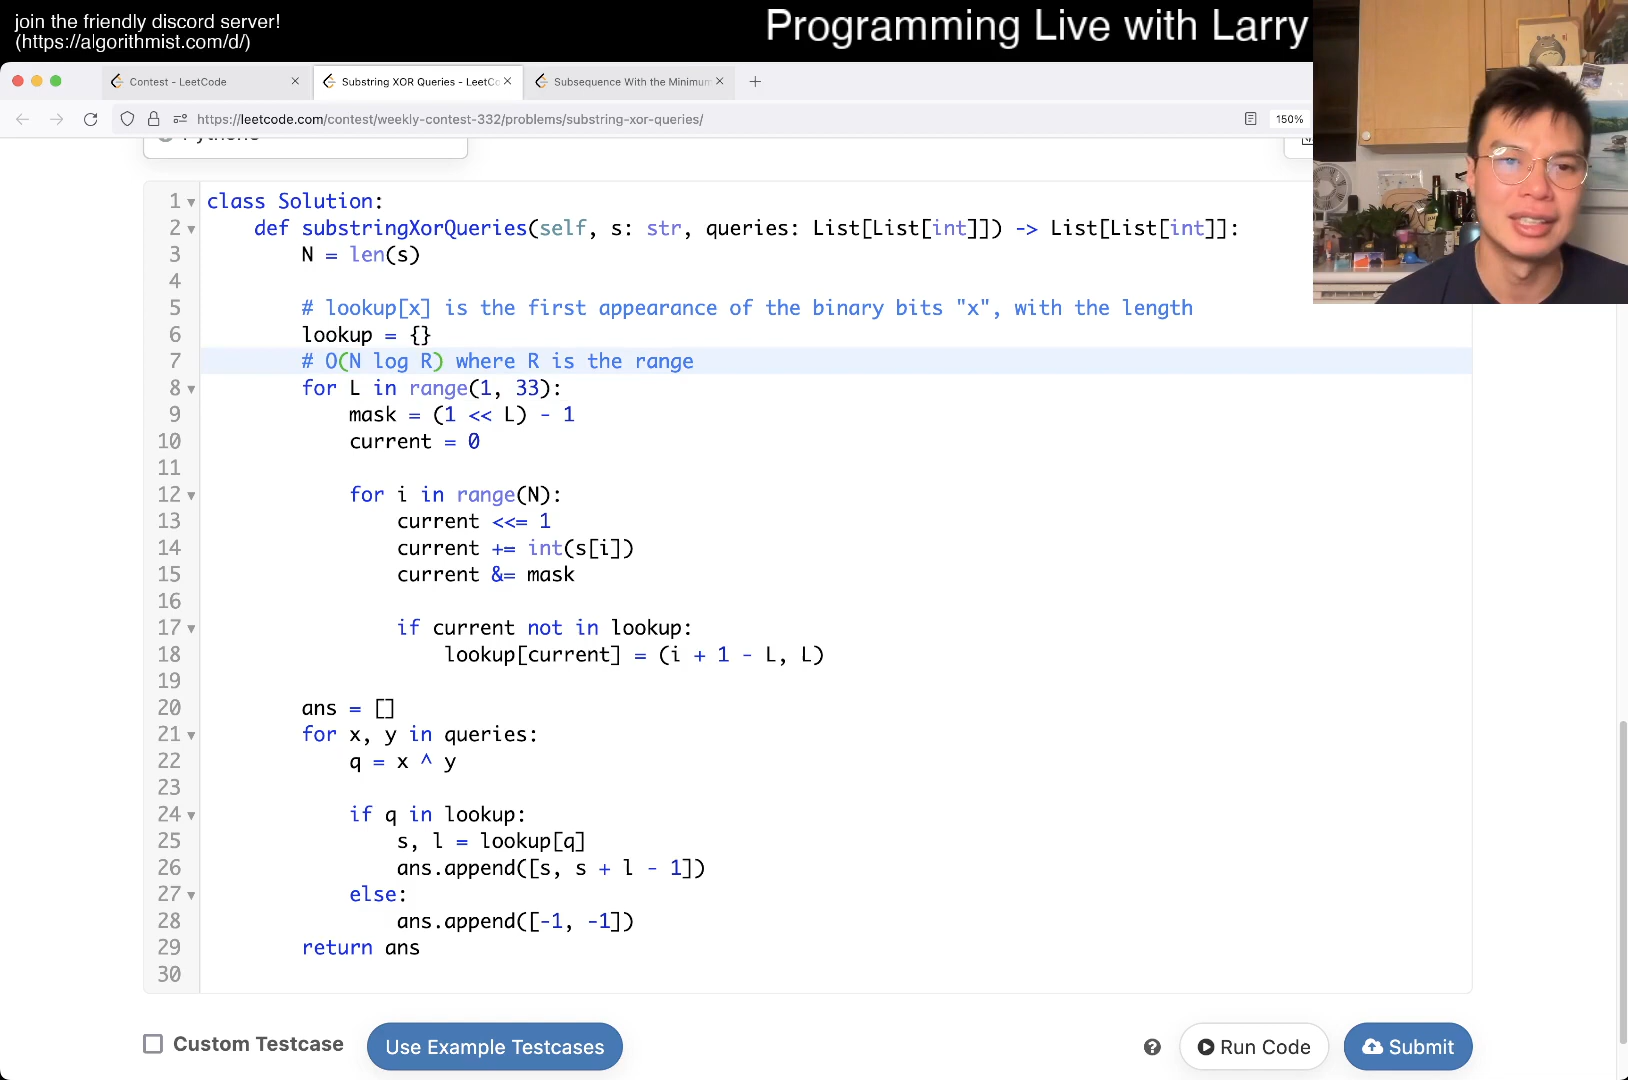 join the friendly discord server!
(https://algorithmist.com/d/)
Programming Live with Larry
Contest - LeetCode
Substring XOR Queries - LeetCo
Subsequence With the Minimum
https://leetcode.com/contest/weekly-contest-332/problems/substring-xor-queries/
150%
1 class Solution:
2 def substringXorQueries(self, s: str, queries: List[List[int]]) -> List[List[int]]:
3 N = len(s)
4
5 # lookup[x] is the first appearance of the binary bits "x", with the length
6 lookup = {}
7 # O(N log R) where R is the range
8 for L in range(1, 33):
9 mask = (1 << L) - 1
10 current = 0
11
12 for i in range(N):
13 current <<= 1
14 current += int(s[i])
15 current &= mask
16
17 if current not in lookup:
18 lookup[current] = (i + 1 - L, L)
19
20 ans = []
21 for x, y in queries:
22 q = x ^ y
23
24 if q in lookup:
25 s, l = lookup[q]
26 ans.append([s, s + l - 1])
27 else:
28 ans.append([-1, -1])
29 return ans
30
Custom Testcase
Use Example Testcases
Run Code
Submit